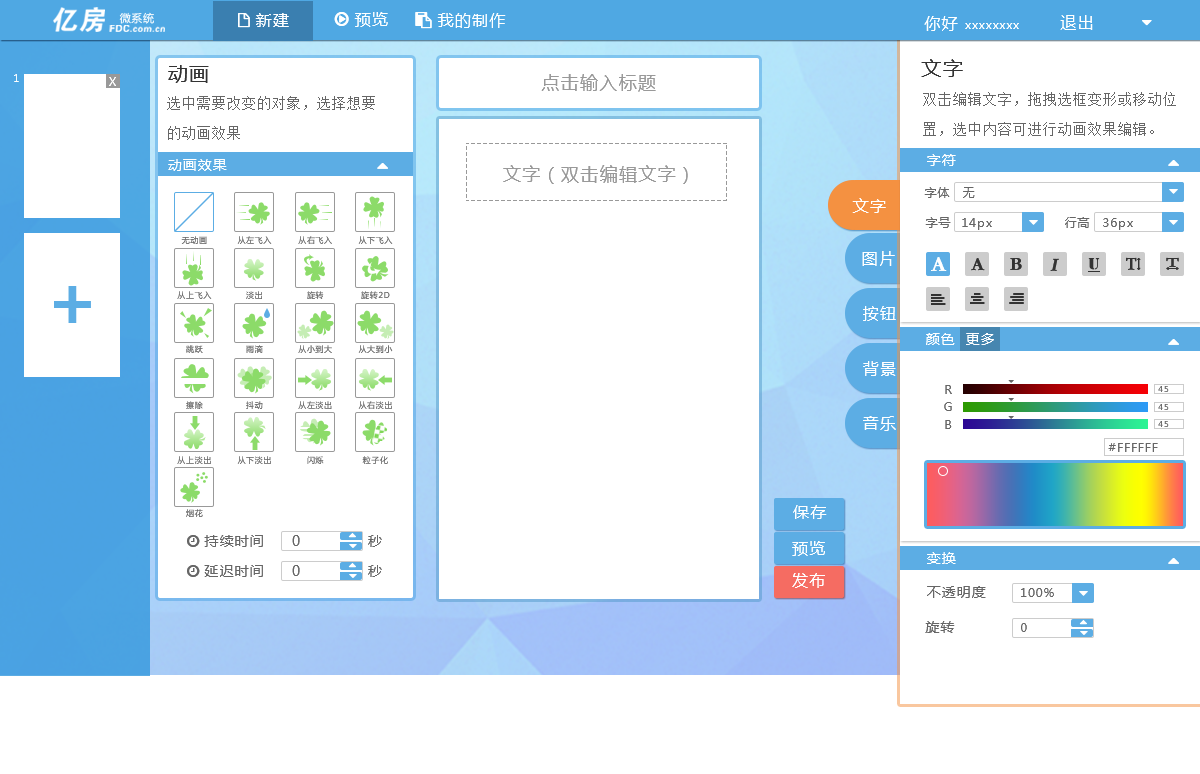 亿房 微系统
FDC.com.cn
新建
预览
我的制作
你好 xxxxxxxx
退出
1
X
动画
选中需要改变的对象，选择想要
的动画效果
动画效果
无动画 从左飞入 从右飞入 从下飞入
从上飞入 淡出 旋转 旋转2D
跳跃 雨滴 从小到大 从大到小
擦除 抖动 从左淡出 从右淡出
从上淡出 从下淡出 闪烁 粒子化
烟花
持续时间 0 秒
延迟时间 0 秒
点击输入标题
文字（双击编辑文字）
文字
图片
按钮
背景
音乐
保存
预览
发布
文字
双击编辑文字，拖拽选框变形或移动位
置，选中内容可进行动画效果编辑。
字符
字体 无
字号 14px 行高 36px
A A B I U T T
颜色 更多
R 45
G 45
B 45
#FFFFFF
变换
不透明度 100%
旋转 0